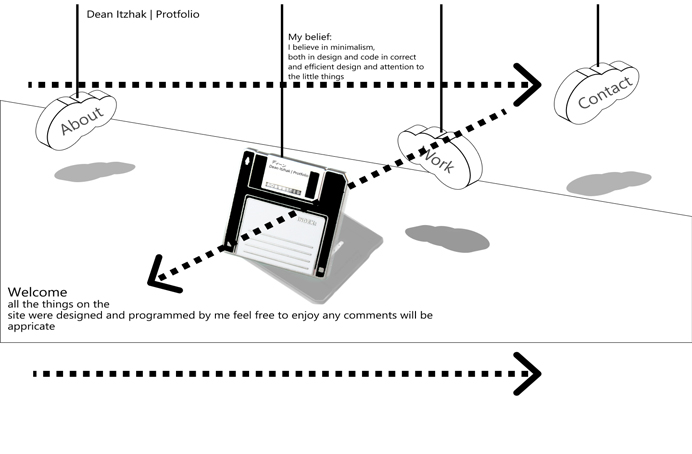 Dean Itzhak | Protfolio
My belief:
I believe in minimalism,
both in design and code in correct
and efficient design and attention to
the little things
About
Work
Contact
Dean Itzhak | Protfolio
Welcome
all the things on the
site were designed and programmed by me feel free to enjoy any comments will be
appricate